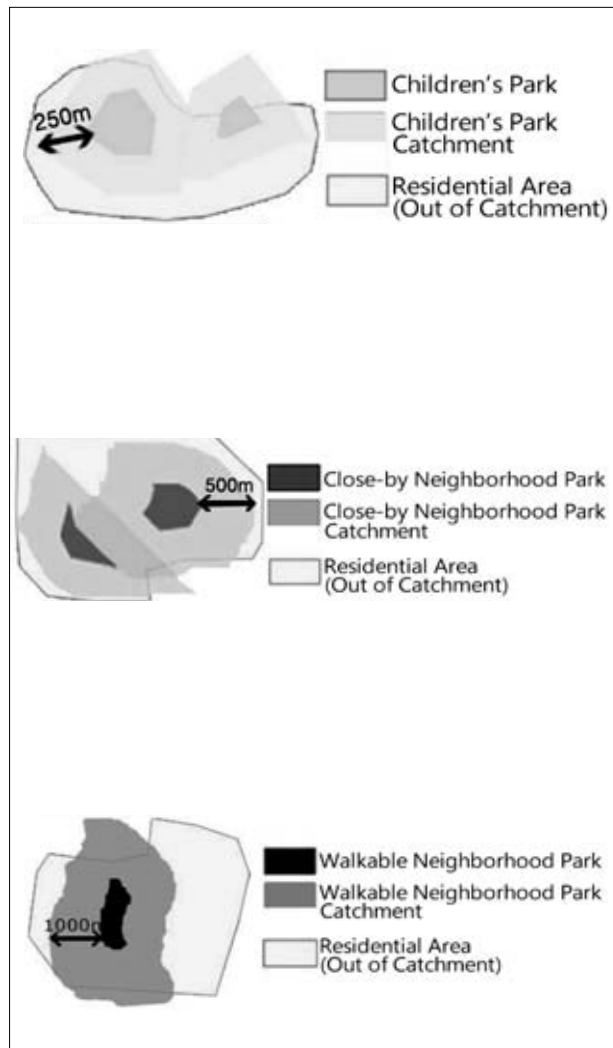 250m
Children's Park
Children's Park
Catchment
Residential Area
(Out of Catchment)
500m
Close-by Neighborhood Park
Close-by Neighborhood Park
Catchment
Residential Area
(Out of Catchment)
1000m
Walkable Neighborhood Park
Walkable Neighborhood Park
Catchment
Residential Area
(Out of Catchment)